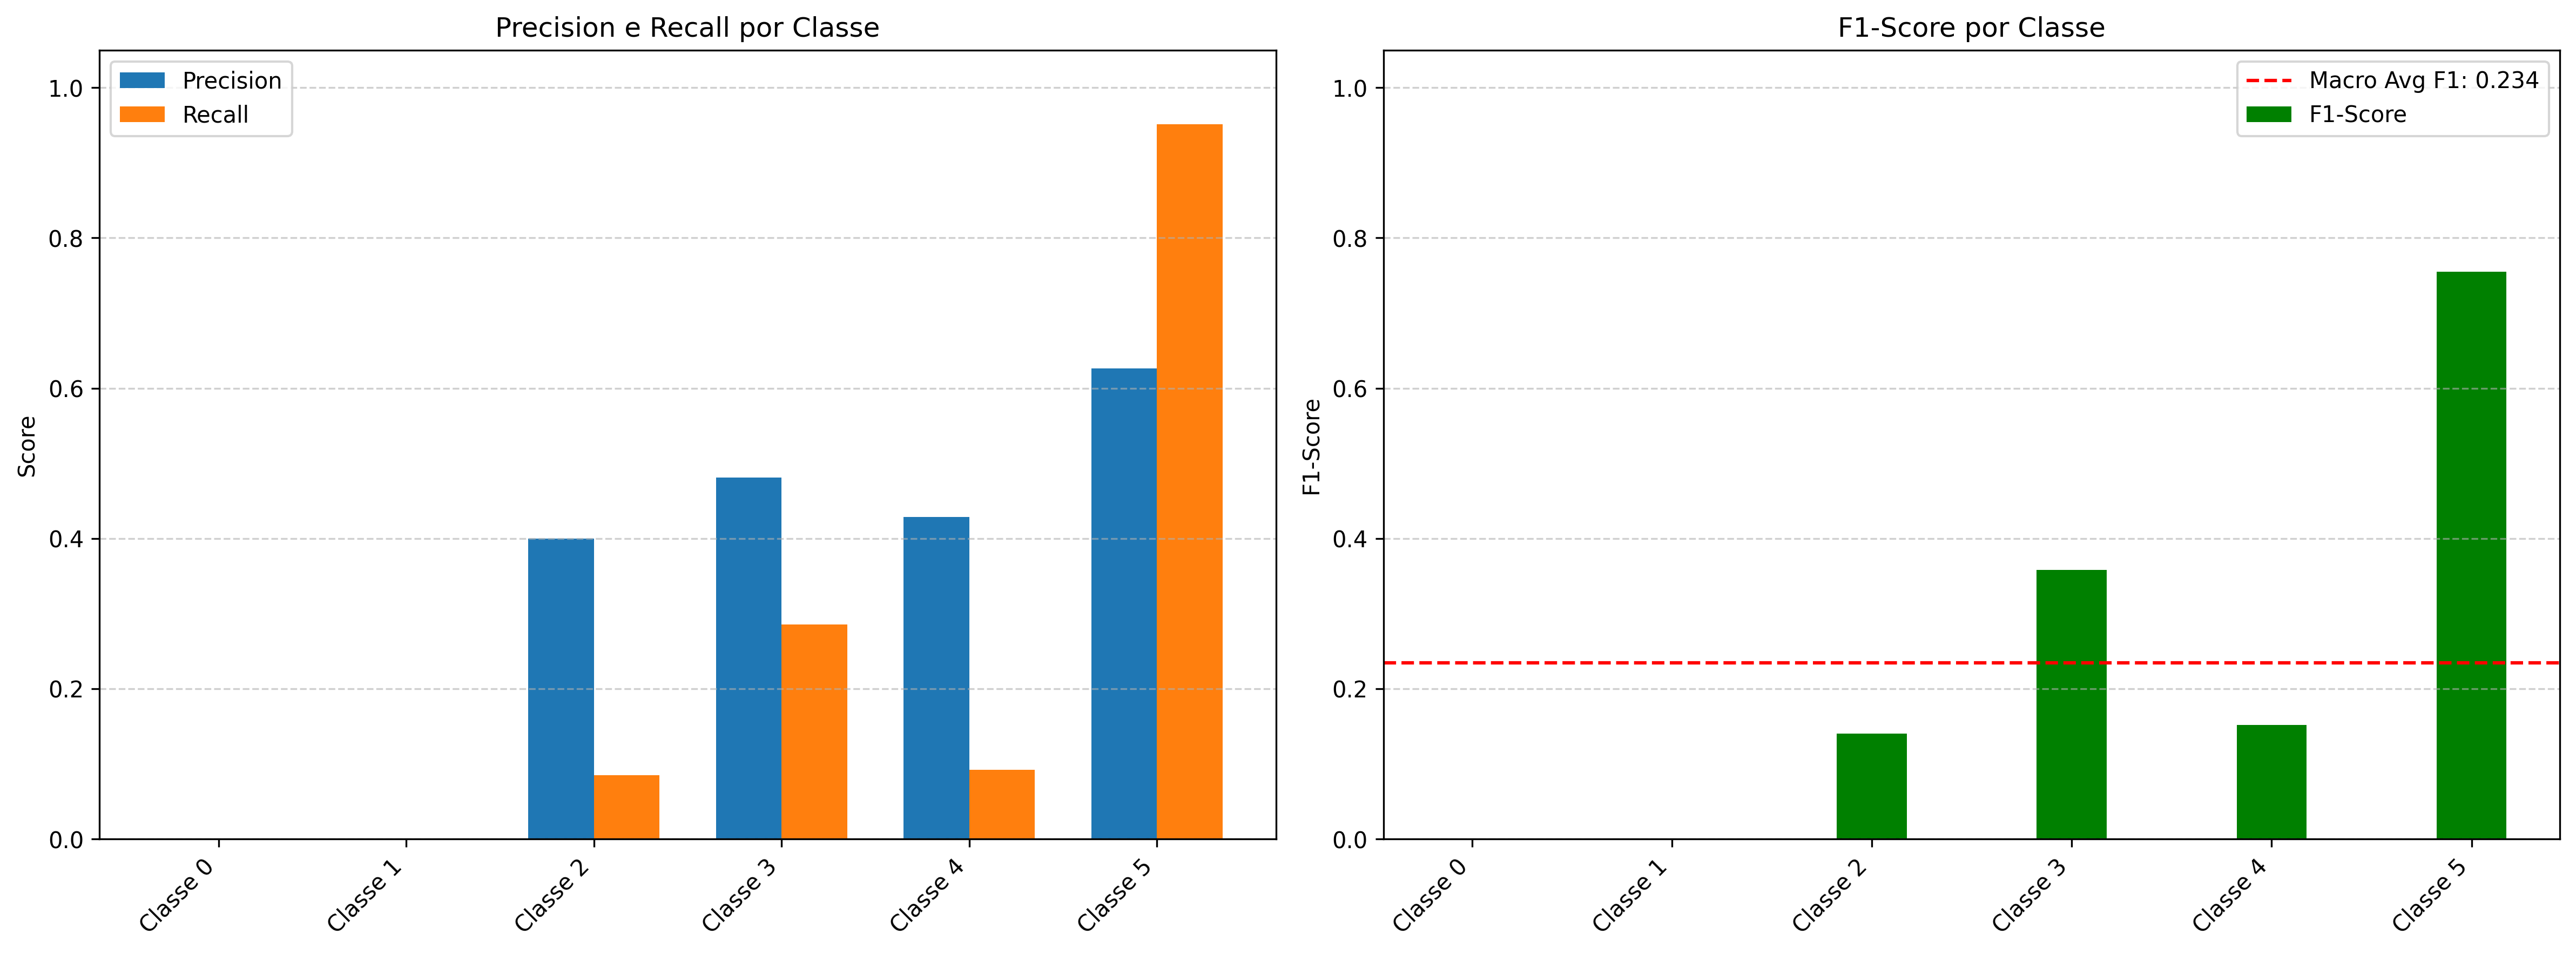 Precision e Recall por Classe
Precision
Recall
Score
1.0
0.8
0.6
0.4
0.2
0.0
Classe 0
Classe 1
Classe 2
Classe 3
Classe 4
Classe 5
F1-Score por Classe
Macro Avg F1: 0.234
F1-Score
F1-Score
1.0
0.8
0.6
0.4
0.2
0.0
Classe 0
Classe 1
Classe 2
Classe 3
Classe 4
Classe 5